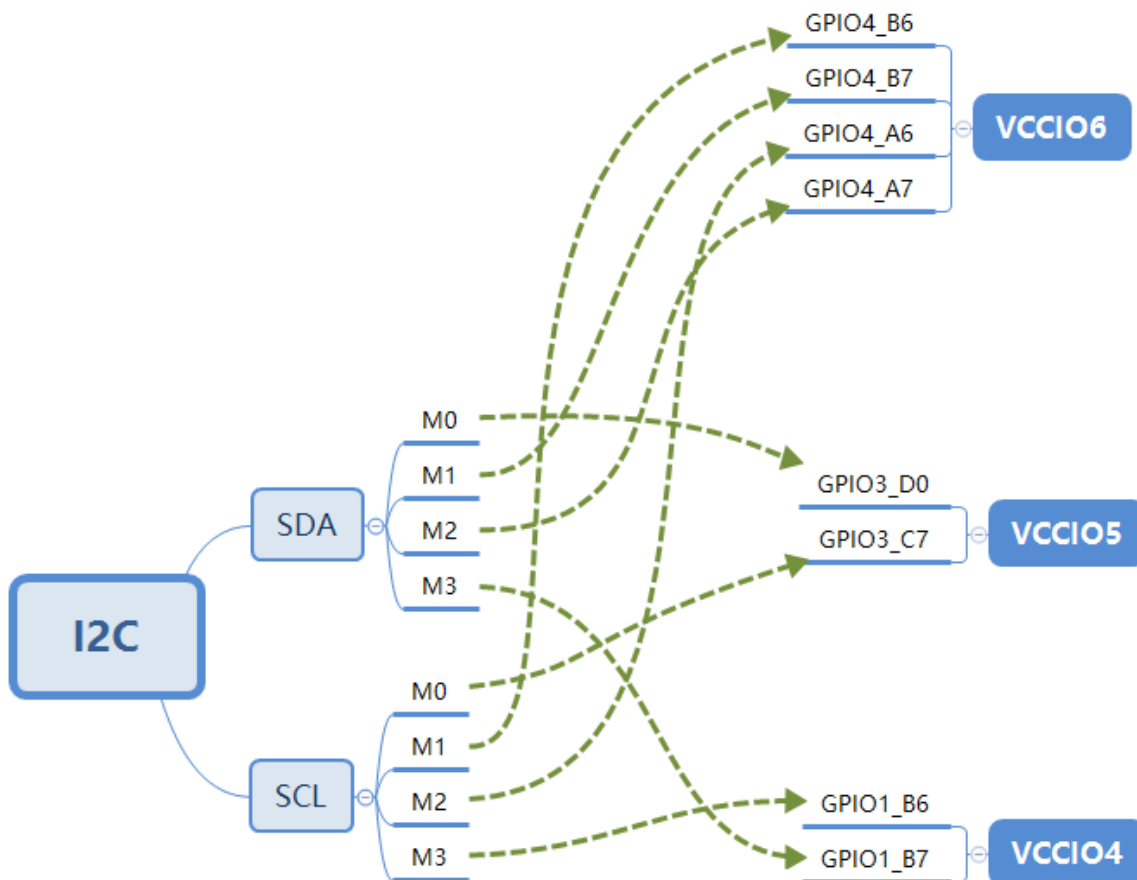 GPIO4_B6
GPIO4_B7
GPIO4_A6
GPIO4_A7
VCCIO6
M0
M1
M2
M3
SDA
GPIO3_D0
GPIO3_C7
VCCIO5
I2C
M0
M1
M2
M3
SCL
GPIO1_B6
GPIO1_B7
VCCIO4